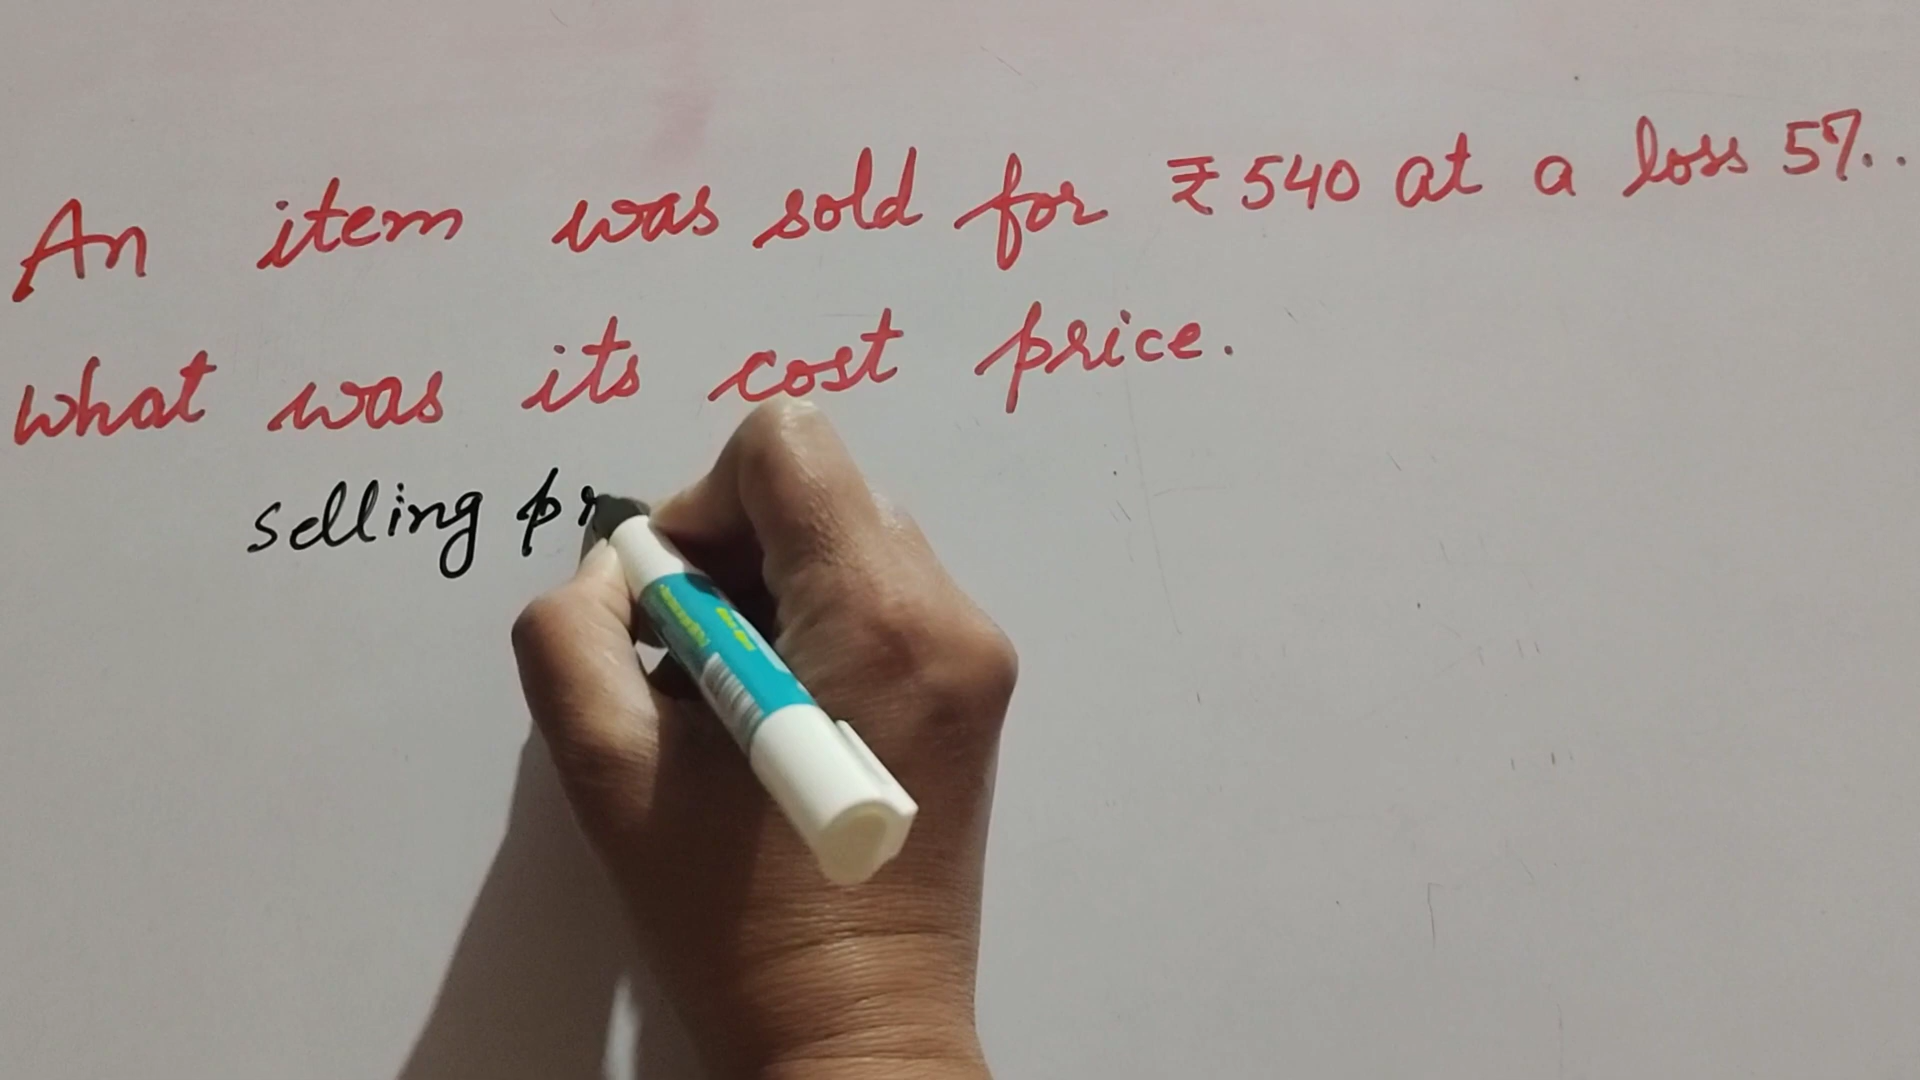 An item was sold for ₹540 at a loss 5%.
What was its cost price.
selling pr